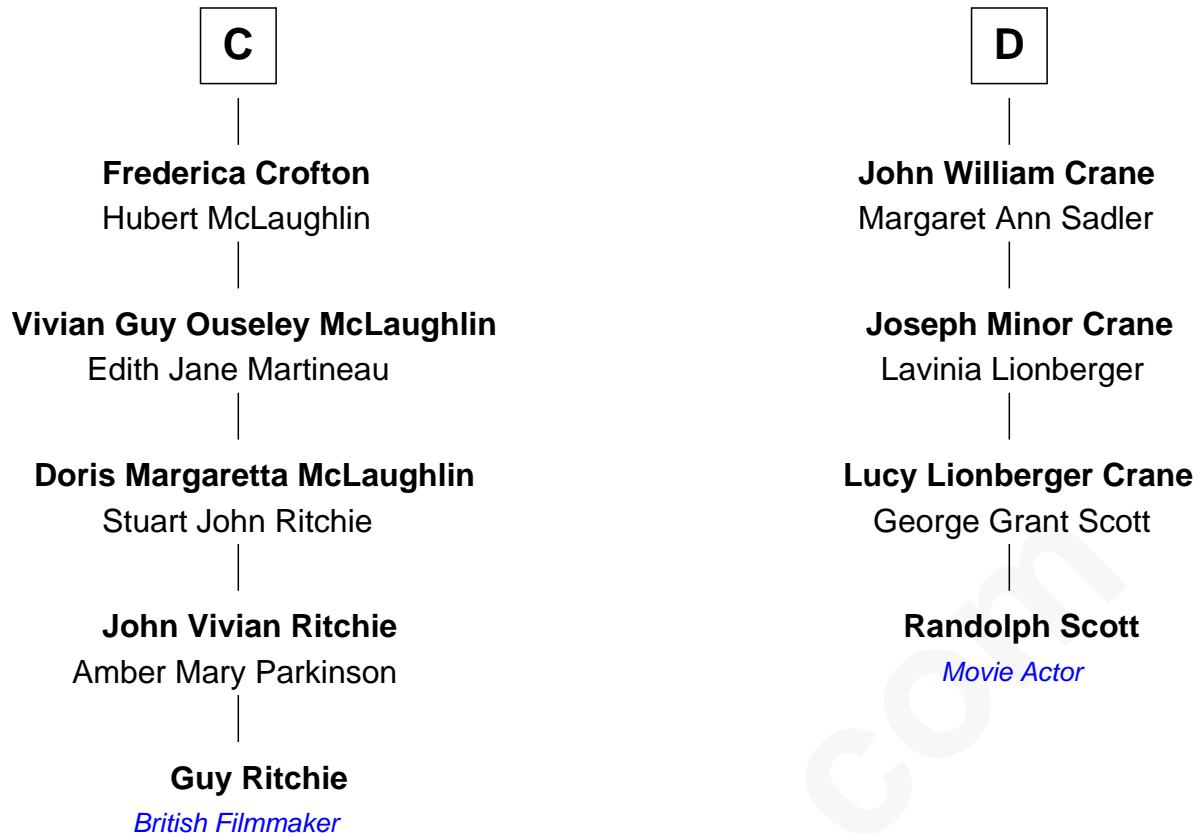 C
Frederica Crofton
Hubert McLaughlin
Vivian Guy Ouseley McLaughlin
Edith Jane Martineau
Doris Margaretta McLaughlin
Stuart John Ritchie
John Vivian Ritchie
Amber Mary Parkinson
Guy Ritchie
British Filmmaker
D
John William Crane
Margaret Ann Sadler
Joseph Minor Crane
Lavinia Lionberger
Lucy Lionberger Crane
George Grant Scott
Randolph Scott
Movie Actor
com